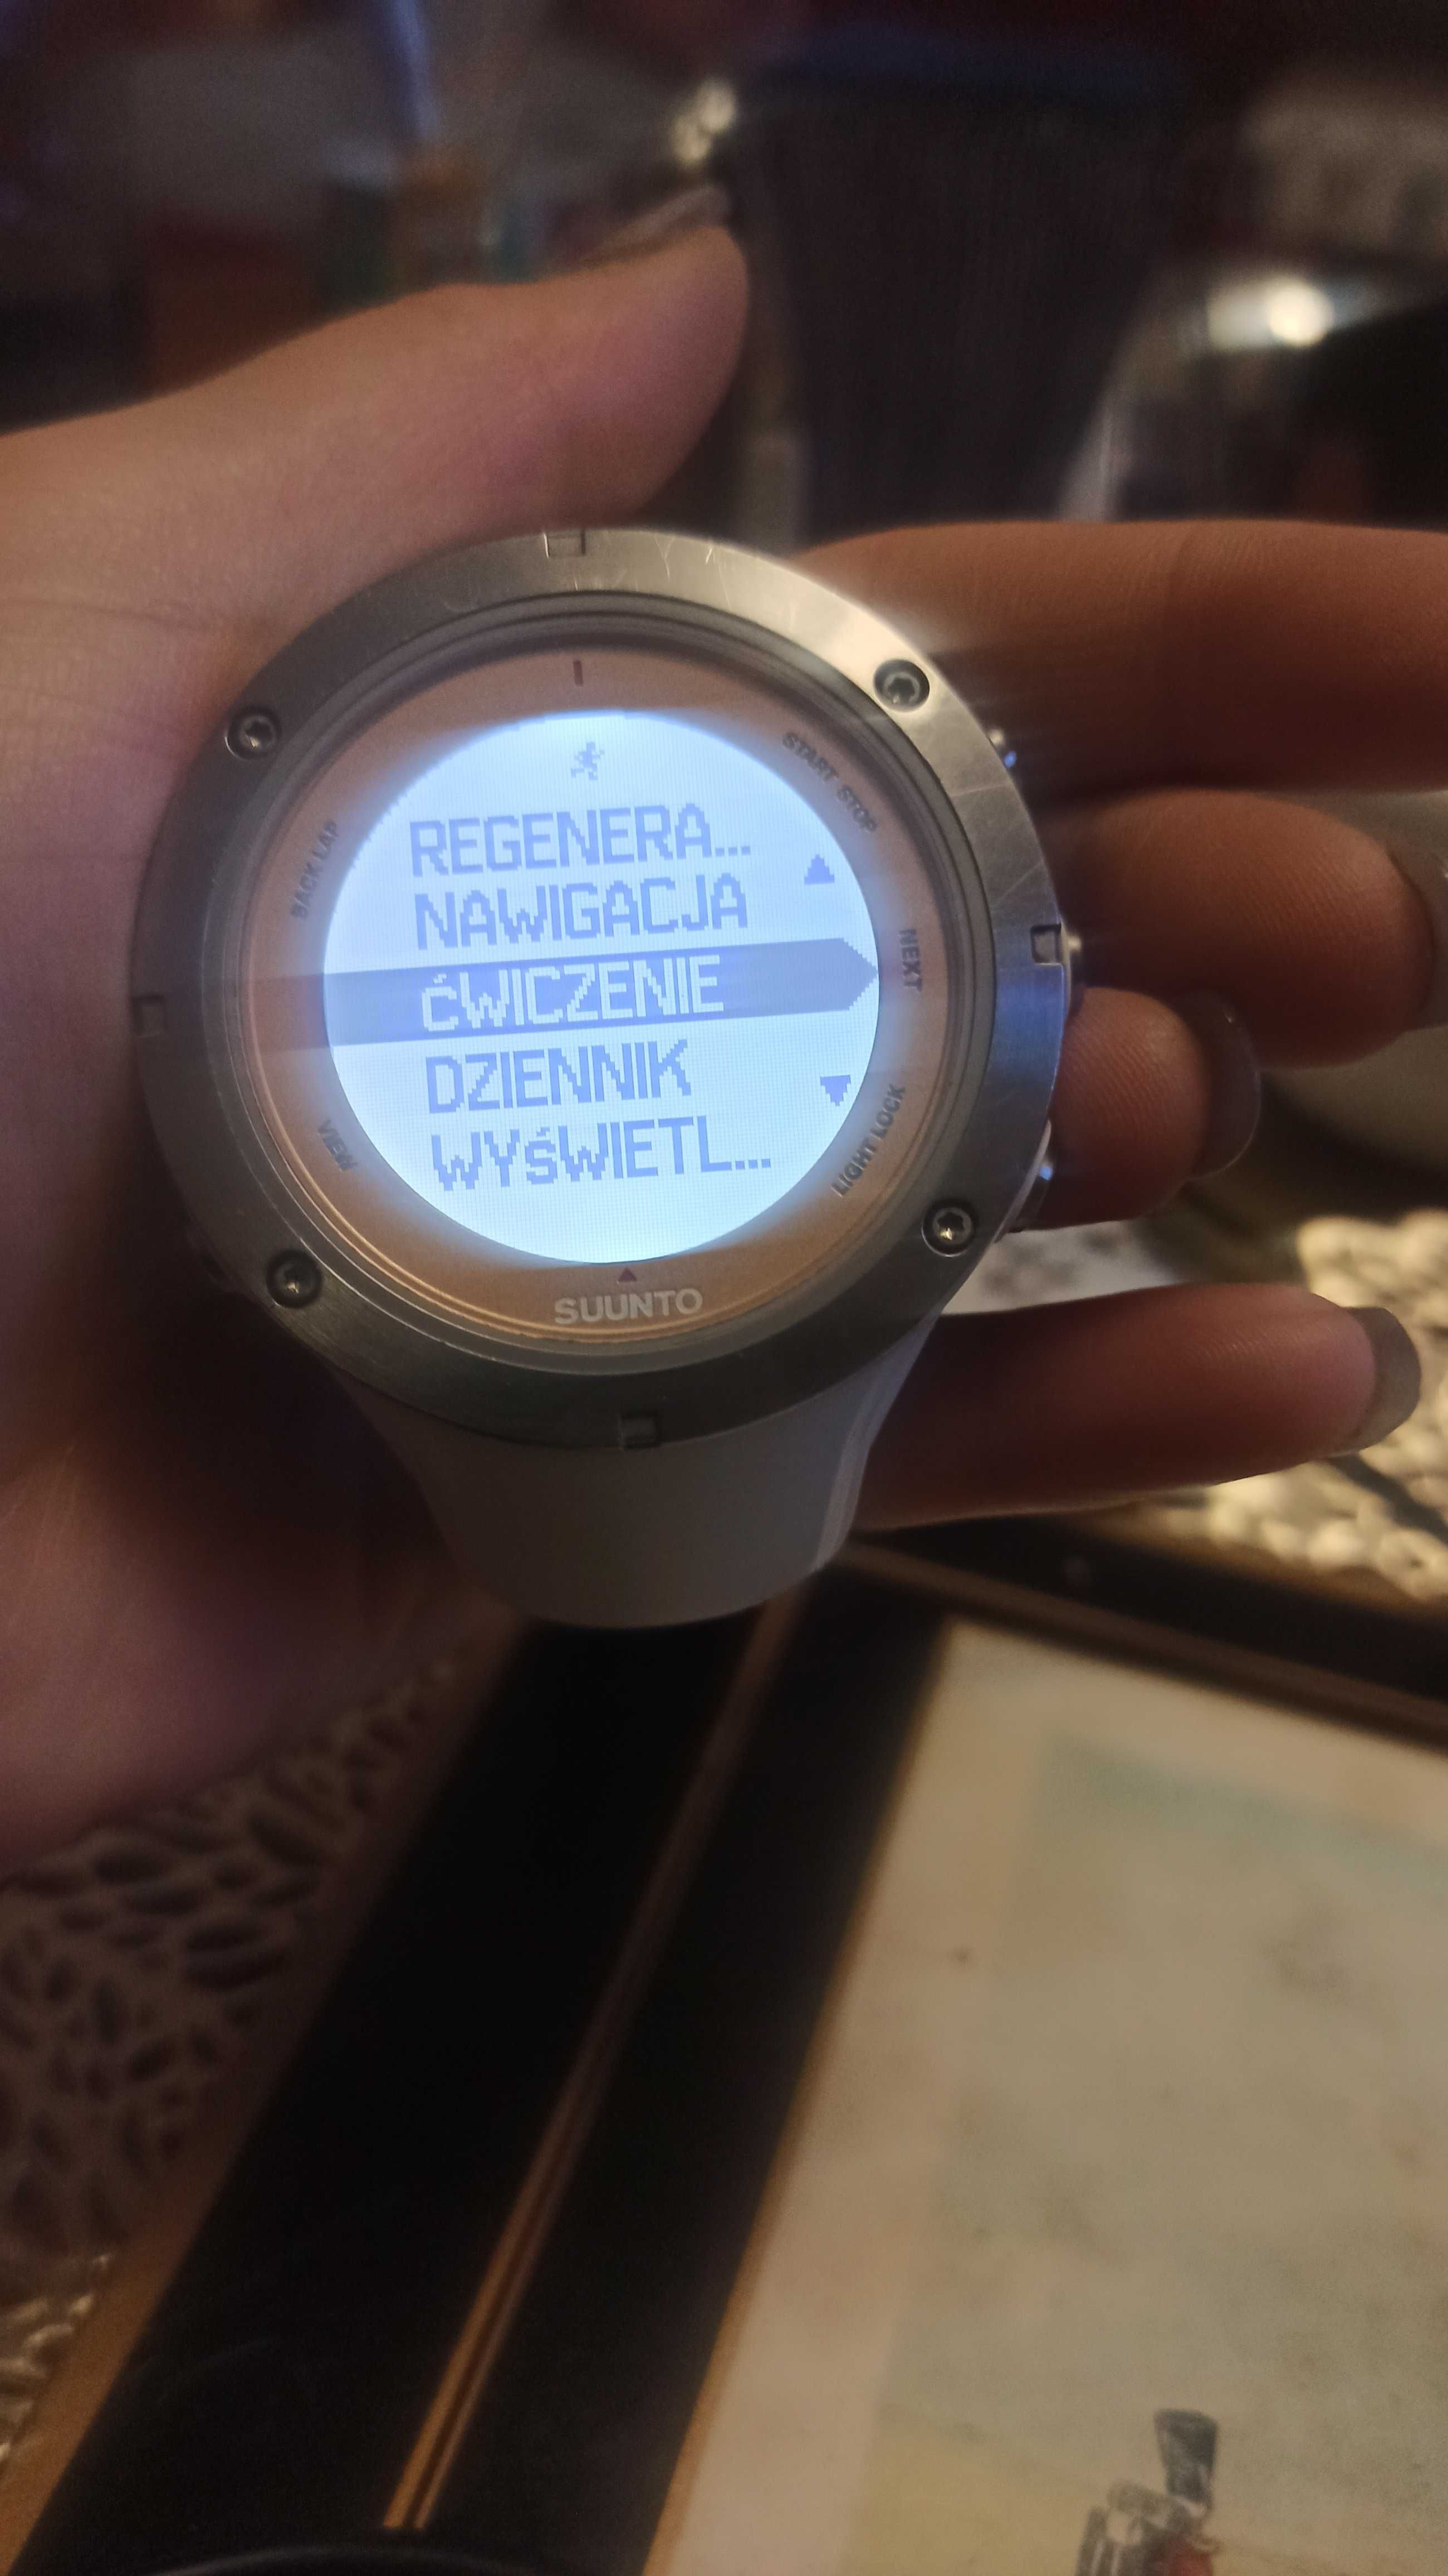 START STOP
BACK LAP
REGENERA...
NAWIGACJA
NEXT
ĆWICZENIE
DZIENNIK
WYŚWIETL...
VIEW
LIGHT LOCK
SUUNTO